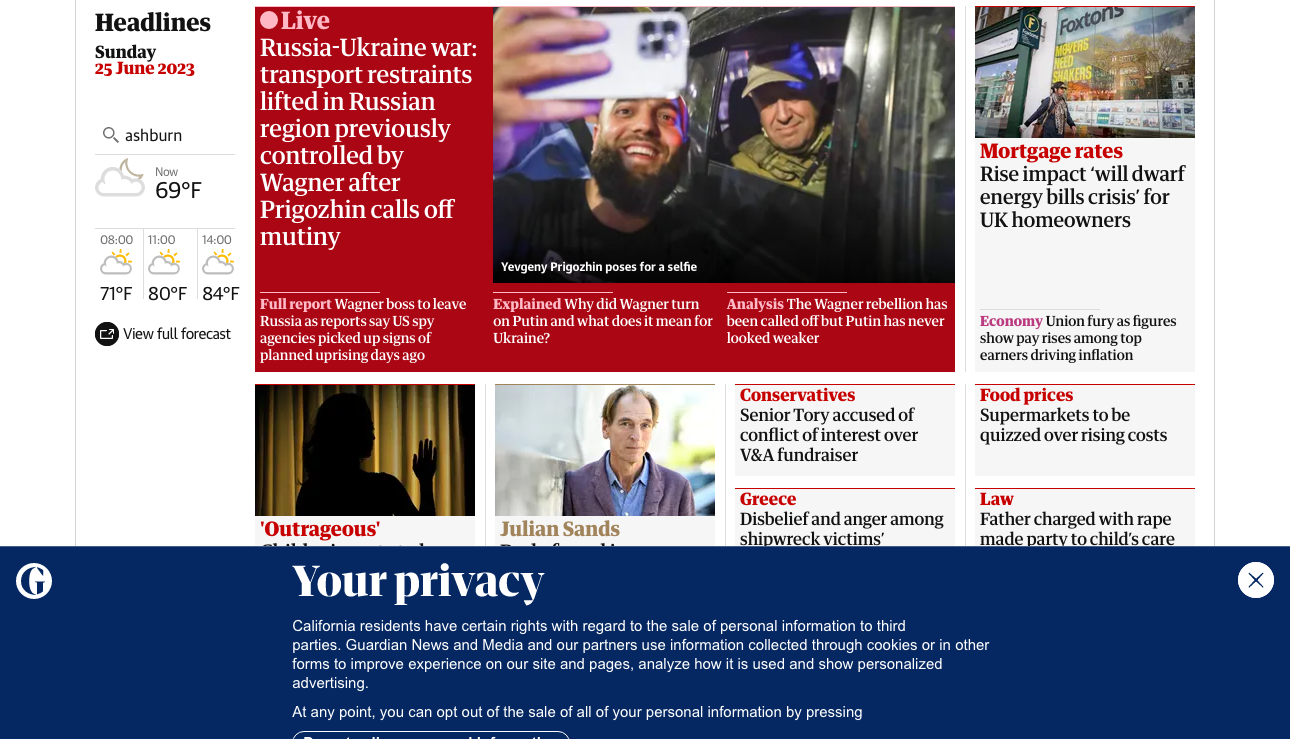 Headlines
Sunday
25 June 2023
ashburn
Now
69°F
08:00
11:00
14:00
71°F
80°F
84°F
View full forecast
Live
Russia-Ukraine war:
transport restraints
lifted in Russian
region previously
controlled by
Wagner after
Prigozhin calls off
mutiny
Yevgeny Prigozhin poses for a selfie
Full report Wagner boss to leave
Russia as reports say US spy
agencies picked up signs of
planned uprising days ago
Explained Why did Wagner turn
on Putin and what does it mean for
Ukraine?
Analysis The Wagner rebellion has
been called off but Putin has never
looked weaker
Foxtons
MOVERS
NEED
SHAKERS
Mortgage rates
Rise impact ‘will dwarf
energy bills crisis’ for
UK homeowners
Economy Union fury as figures
show pay rises among top
earners driving inflation
'Outrageous'
Julian Sands
Conservatives
Senior Tory accused of
conflict of interest over
V&A fundraiser
Food prices
Supermarkets to be
quizzed over rising costs
Greece
Disbelief and anger among
shipwreck victims’
Law
Father charged with rape
made party to child’s care
Your privacy
California residents have certain rights with regard to the sale of personal information to third
parties. Guardian News and Media and our partners use information collected through cookies or in other
forms to improve experience on our site and pages, analyze how it is used and show personalized
advertising.
At any point, you can opt out of the sale of all of your personal information by pressing